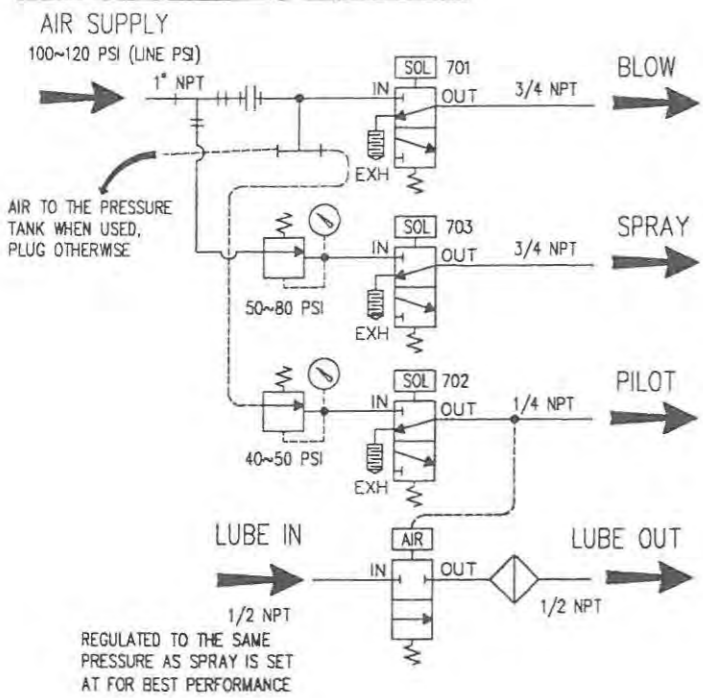 AIR SUPPLY
100~120 PSI (LINE PSI)
1" NPT
SOL 701
IN
OUT
3/4 NPT
BLOW
EXH
AIR TO THE PRESSURE
TANK WHEN USED,
PLUG OTHERWISE
SOL 703
IN
OUT
3/4 NPT
SPRAY
50~80 PSI
EXH
SOL 702
IN
OUT
1/4 NPT
PILOT
40~50 PSI
EXH
LUBE IN
AIR
IN
OUT
LUBE OUT
1/2 NPT
1/2 NPT
REGULATED TO THE SAME
PRESSURE AS SPRAY IS SET
AT FOR BEST PERFORMANCE